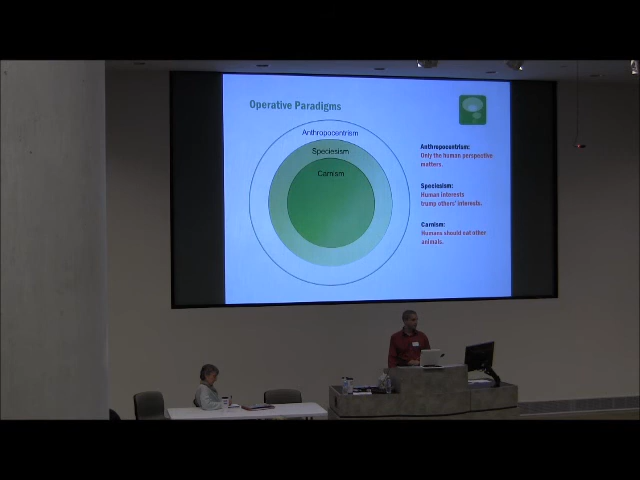 Operative Paradigms
Anthropocentrism
Speciesism
Carnism
Anthropocentrism:
Only the human perspective
matters.
Speciesism:
Human interests
trump others' interests.
Carnism:
Humans should eat other
animals.